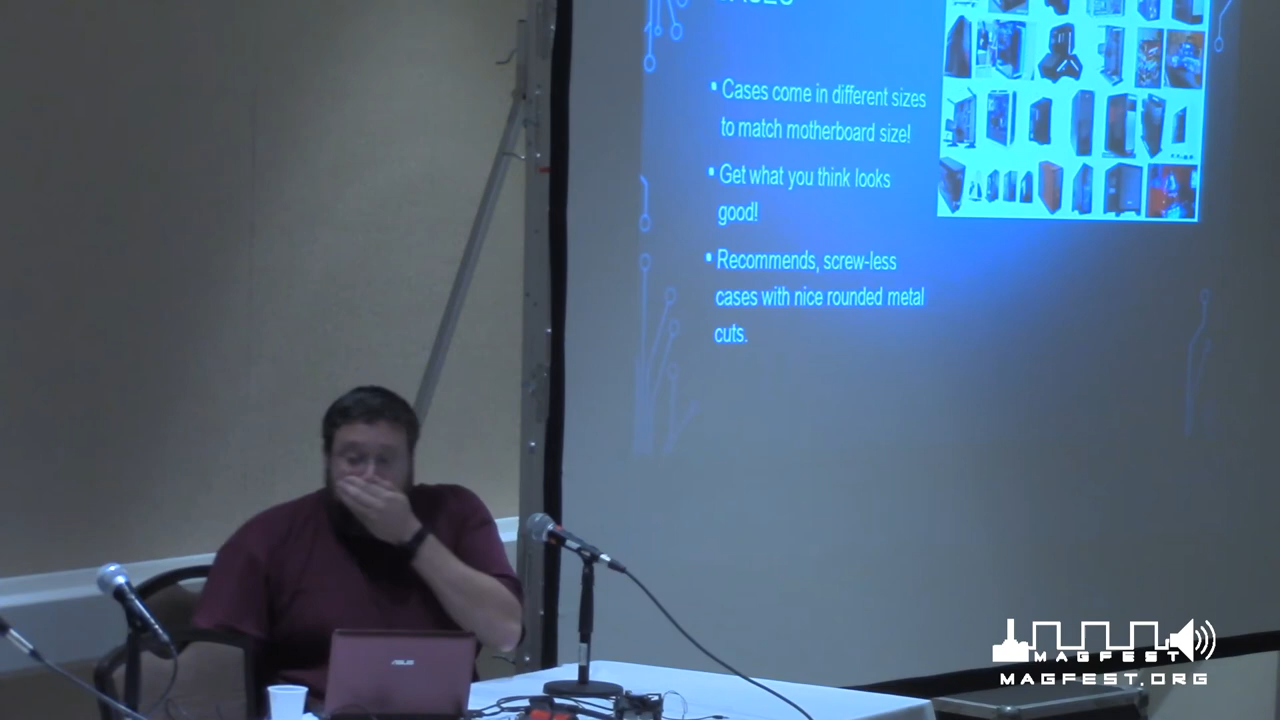 ▪ Cases come in different sizes
to match motherboard size!
▪ Get what you think looks
good!
▪ Recommends, screw-less
cases with nice rounded metal
cuts.
ASUS
MAGFEST
MAGFEST.ORG